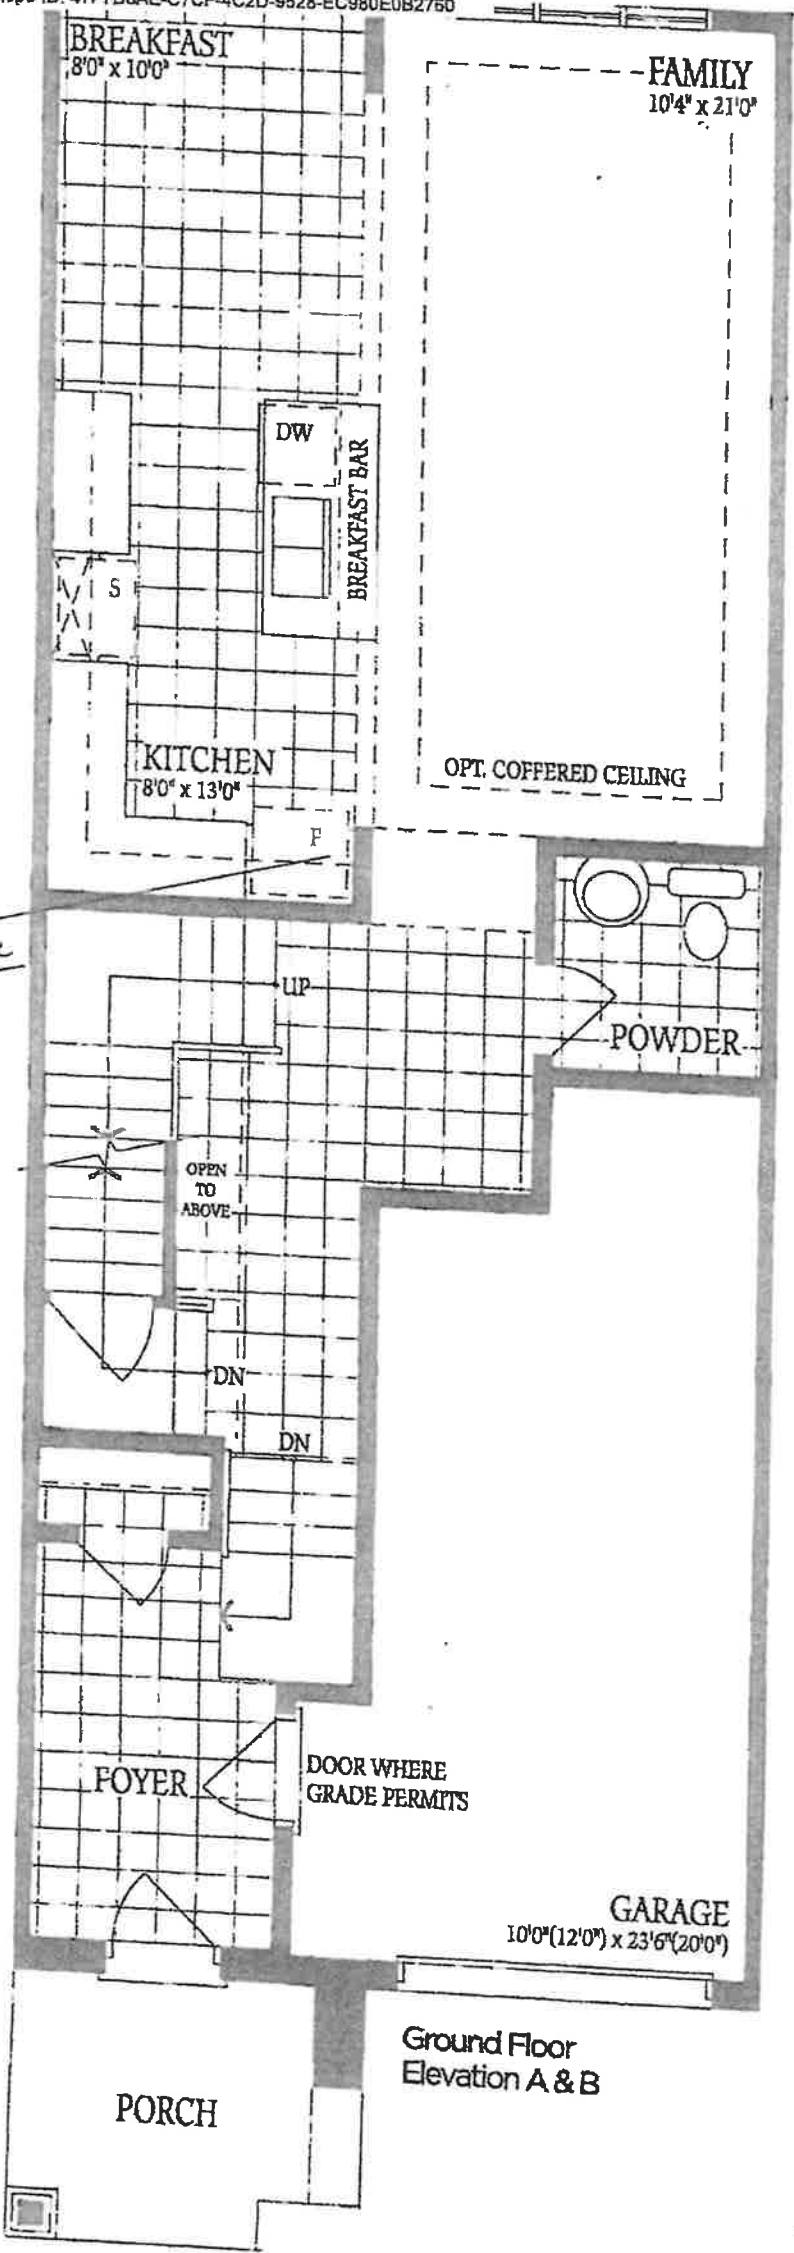 BREAKFAST
8'0" x 10'0"
FAMILY
10'4" x 21'0"
DW
BREAKFAST BAR
S
KITCHEN
8'0" x 13'0"
OPT. COFFERED CEILING
F
UP
POWDER
OPEN
TO
ABOVE
DN
DN
FOYER
DOOR WHERE
GRADE PERMITS
GARAGE
10'0"(12'0") x 23'6"(20'0")
Ground Floor
Elevation A & B
PORCH